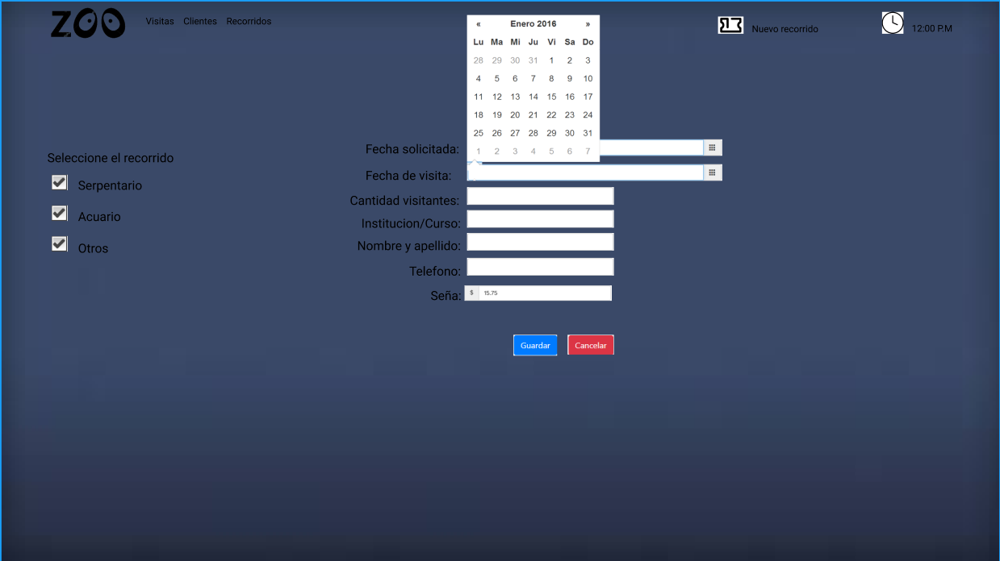 ZOO Visitas Clientes Recorridos
Nuevo recorrido
12:00 P.M
« Enero 2016 »
Lu Ma Mi Ju Vi Sa Do
28 29 30 31 1 2 3
4 5 6 7 8 9 10
11 12 13 14 15 16 17
18 19 20 21 22 23 24
25 26 27 28 29 30 31
1 2 3 4 5 6 7
Seleccione el recorrido
Serpentario
Acuario
Otros
Fecha solicitada:
Fecha de visita:
Cantidad visitantes:
Institucion/Curso:
Nombre y apellido:
Telefono:
Seña: $ 15.75
Guardar Cancelar